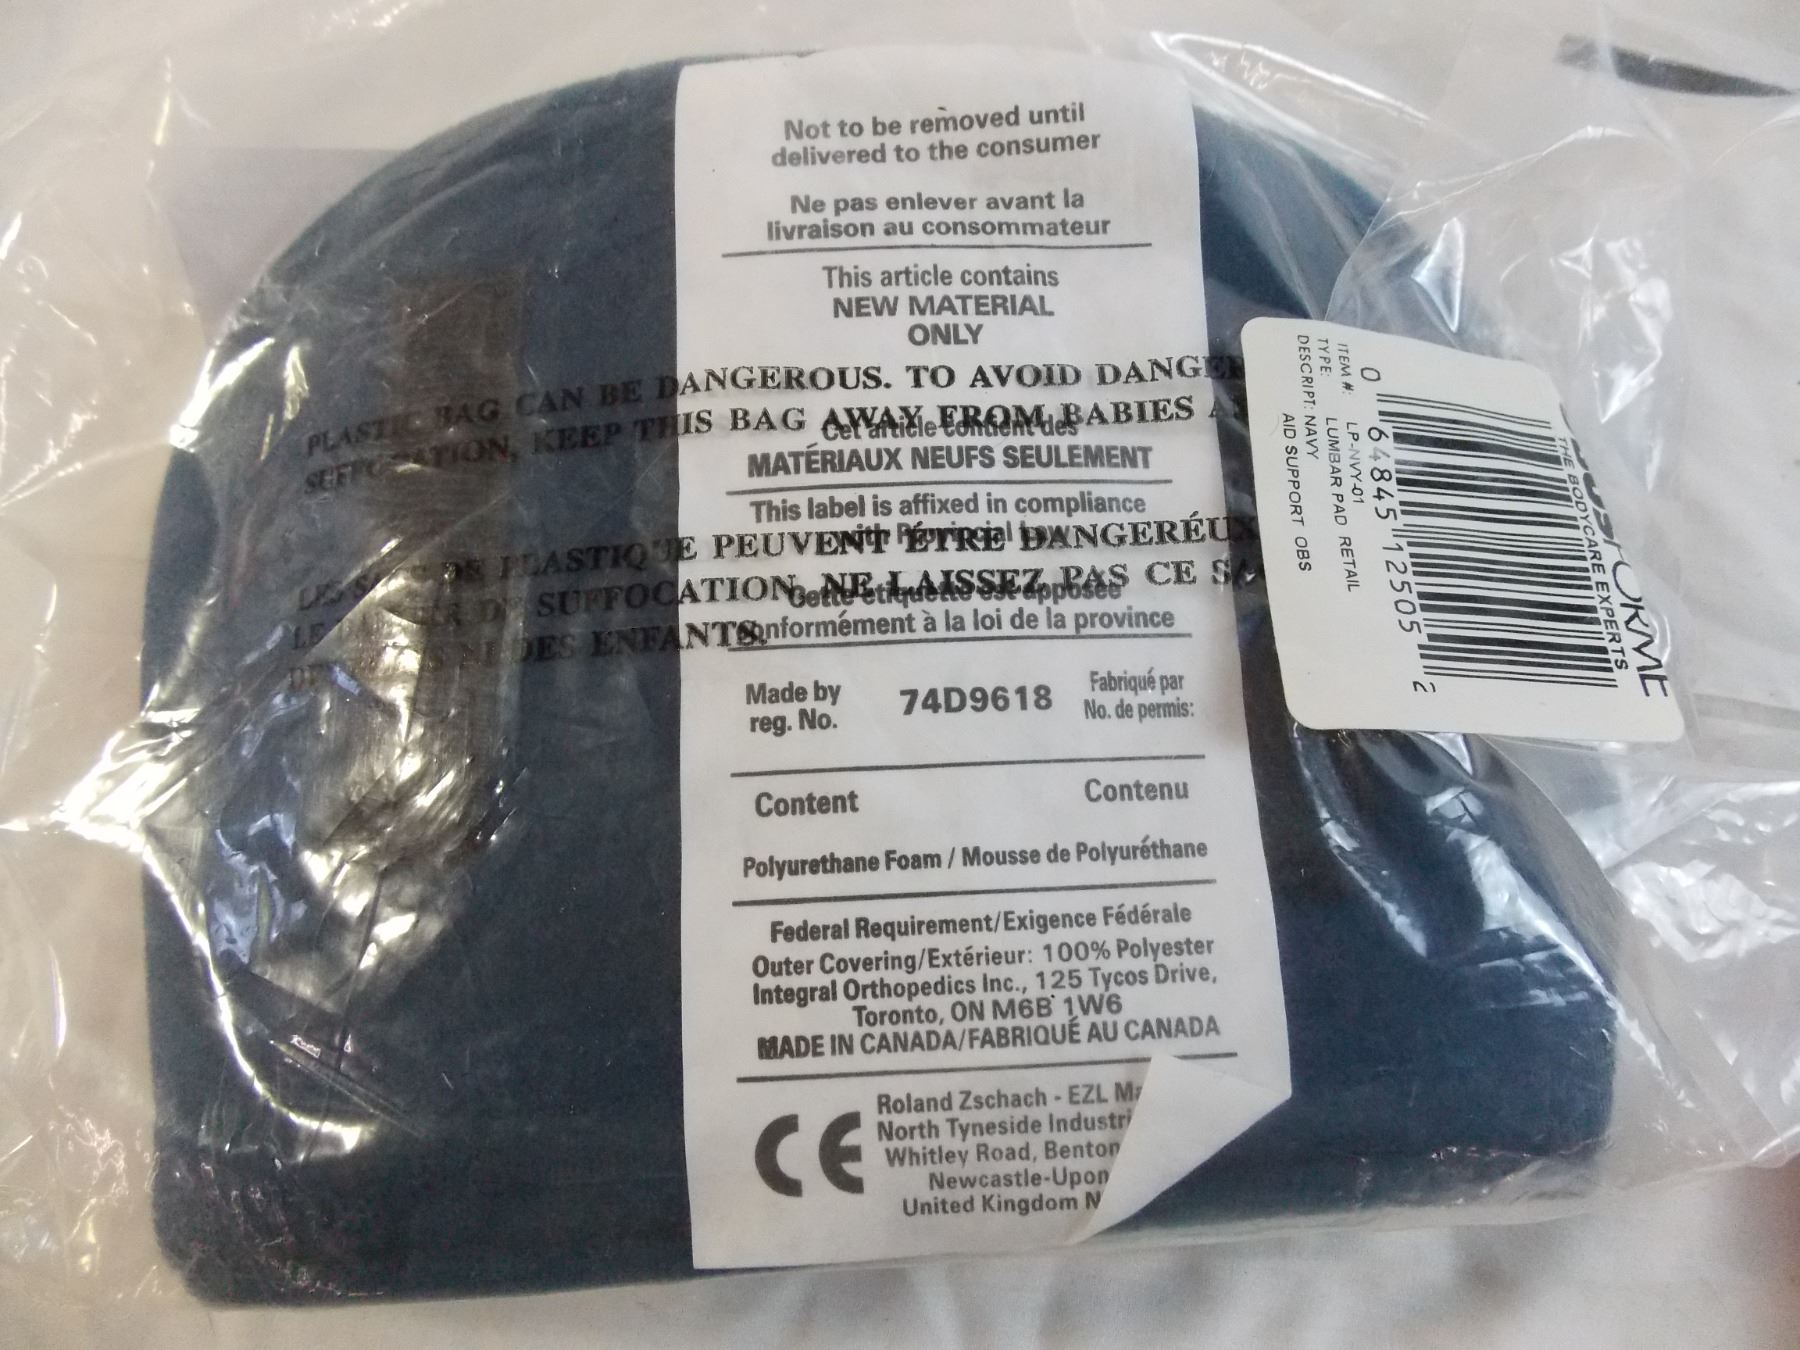 Not to be removed until
delivered to the consumer
Ne pas enlever avant la
livraison au consommateur
This article contains
NEW MATERIAL
ONLY
PLASTIC BAG CAN BE DANGEROUS. TO AVOID DANGER
SUFFOCATION, KEEP THIS BAG AWAY FROM BABIES
Cet article contient des
MATÉRIAUX NEUFS SEULEMENT
This label is affixed in compliance
with Provincial law
DE PLASTIQUE PEUVENT ÊTRE DANGERÉUX
SUFFOCATION, NE LAISSEZ PAS CE
Cette étiquette est apposée
conformément à la loi de la province
DES ENFANTS.
Made by
reg. No.
74D9618
Fabriqué par
No. de permis:
Content Contenu
Polyurethane Foam / Mousse de Polyuréthane
Federal Requirement/Exigence Fédérale
Outer Covering/Extérieur: 100% Polyester
Integral Orthopedics Inc., 125 Tycos Drive,
Toronto, ON M6B 1W6
MADE IN CANADA/FABRIQUÉ AU CANADA
CE
Roland Zschach - EZL
North Tyneside
Whitley Road, Benton
Newcastle-Upon
United Kingdom
THE BODYCARE EXPERTS
0 64845 12505 2
ITEM #: LP-NVY-01
TYPE: LUMBAR PAD RETAIL
DESCRIPT: NAVY
AID SUPPORT OBS